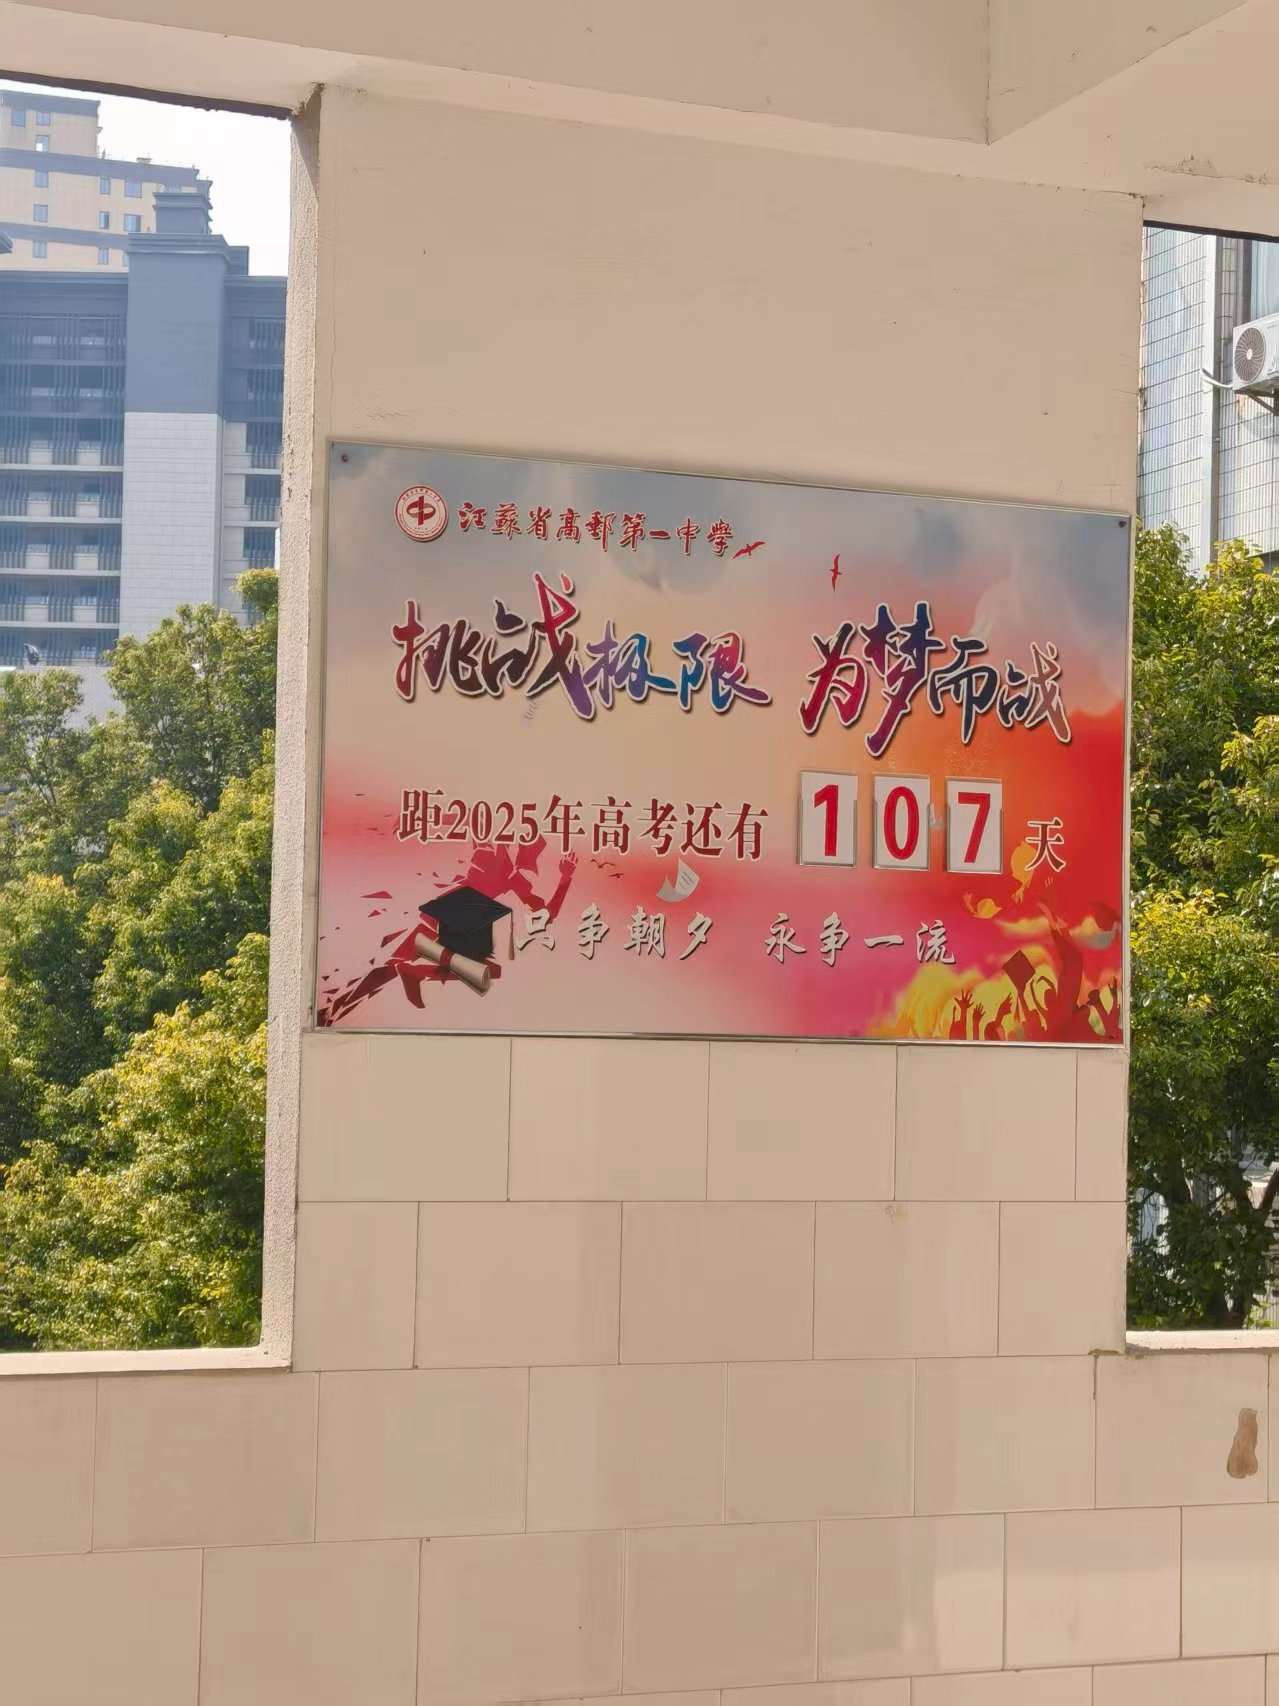 江蘇省高郵第一中学
挑战极限 为梦而战
距2025年高考还有 107 天
只争朝夕 永争一流